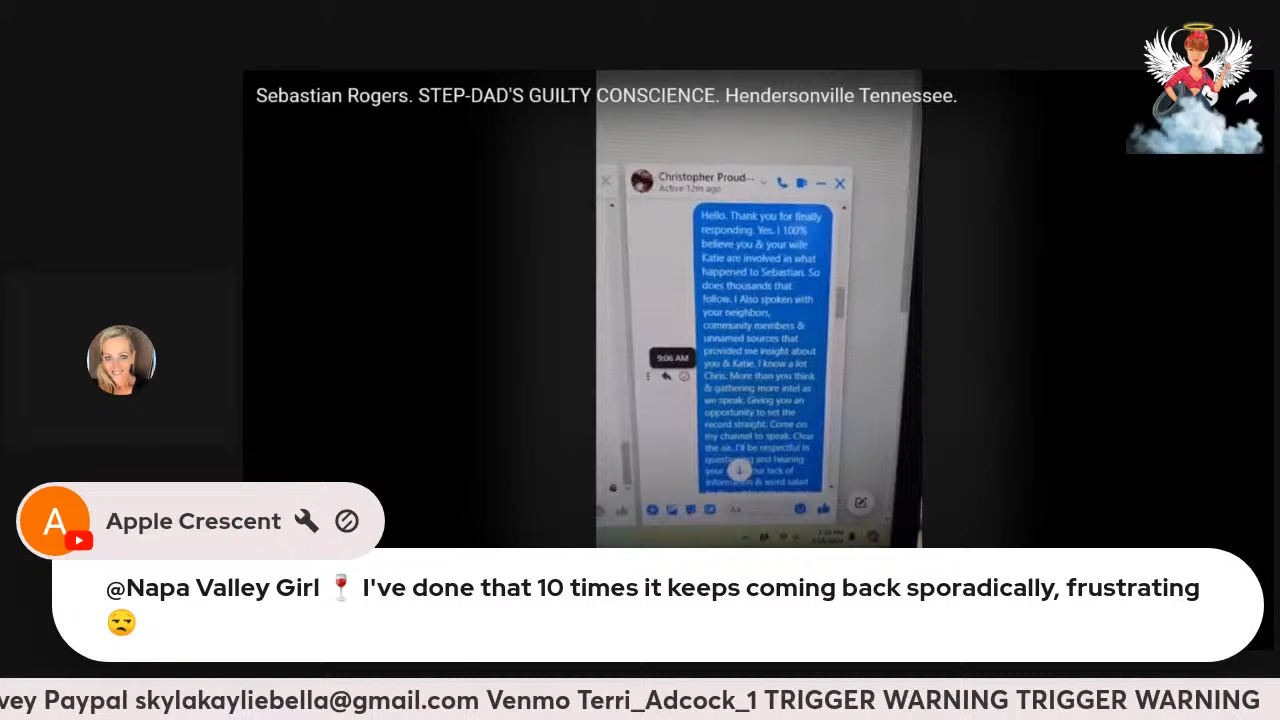 Sebastian Rogers. STEP-DAD'S GUILTY CONSCIENCE. Hendersonville Tennessee.
Christopher Proud...
Active 12m ago
Hello. Thank you for finally
responding. Yes. I 100%
believe you & your wife
Katie are involved in what
happened to Sebastian. So
does thousands that
follow. I Also spoken with
your neighbors,
community members &
unnamed sources that
provided me insight about
you & Katie. I know a lot
Chris. More than you think
& gathering more intel as
we speak. Giving you an
opportunity to set the
record straight. Come on
my channel to speak. Clear
the air. I'll be respectful in
questioning and hearing
your lack of
information & word salad
9:06 AM
Aa
A
Apple Crescent
@Napa Valley Girl 🍷 I've done that 10 times it keeps coming back sporadically, frustrating
😒
vey Paypal skylakayliebella@gmail.com Venmo Terri_Adcock_1 TRIGGER WARNING TRIGGER WARNING